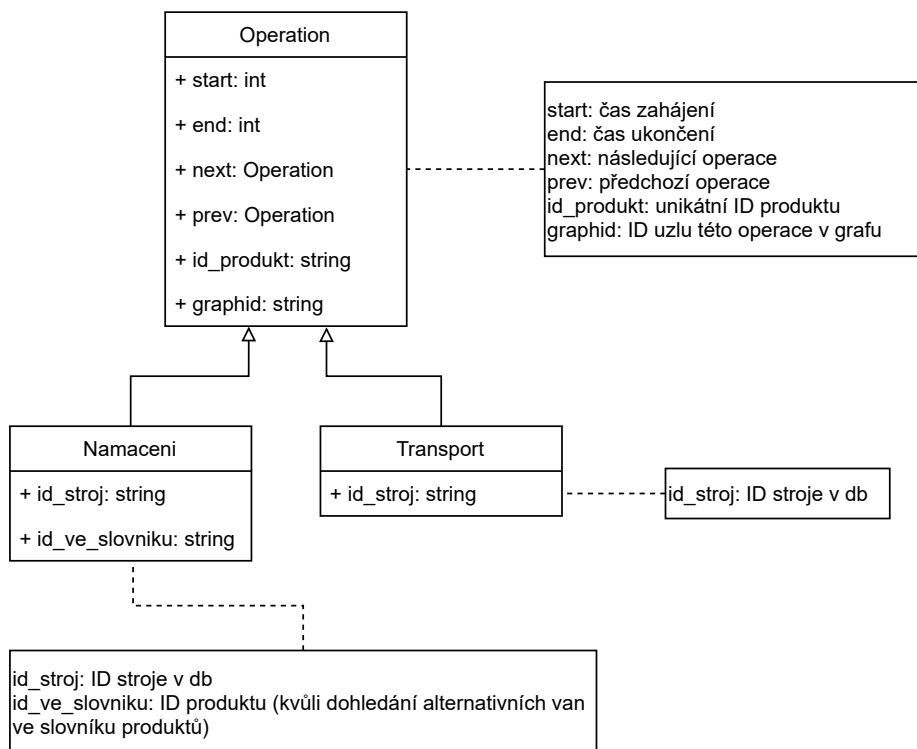 Operation
+ start: int
+ end: int
+ next: Operation
+ prev: Operation
+ id_produkt: string
+ graphid: string
start: čas zahájení
end: čas ukončení
next: následující operace
prev: předchozí operace
id_produkt: unikátní ID produktu
graphid: ID uzlu této operace v grafu
Namaceni
+ id_stroj: string
+ id_ve_slovniku: string
Transport
+ id_stroj: string
id_stroj: ID stroje v db
id_stroj: ID stroje v db
id_ve_slovniku: ID produktu (kvůli dohledání alternativních van
ve slovníku produktů)